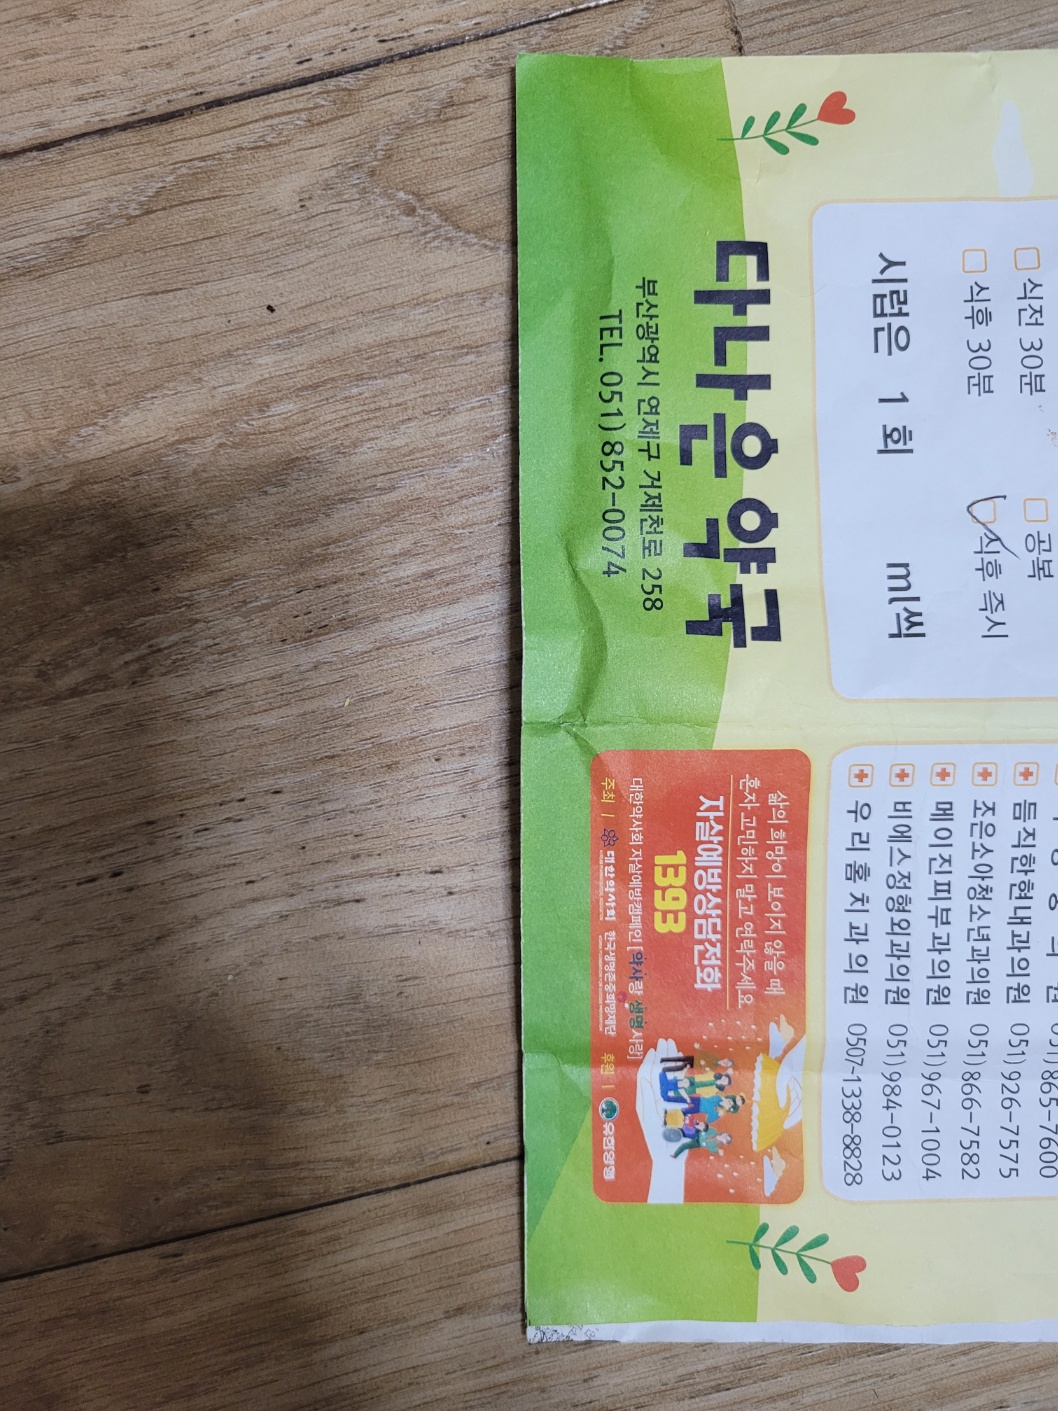 식전 30분 공복
식후 30분 식후 즉시
시럽은 1 회 ml씩
다나은약국
부산광역시 연제구 거제천로 258
TEL. 051) 852-0074
듬직한현내과의원 051) 926-7575
조은소아청소년과의원 051) 866-7582
메이진피부과의원 051) 967-1004
비에스정형외과의원 051) 984-0123
우리홈치과의원 0507-1338-8828
삶의 희망이 보이지 않을 때
혼자 고민하지 말고 연락주세요
자살예방상담전화
1393
대한약사회 자살예방캠페인 [약사랑 생명사랑]
주최 | 대한약사회 한국생명존중희망재단 후원 | 유한양행